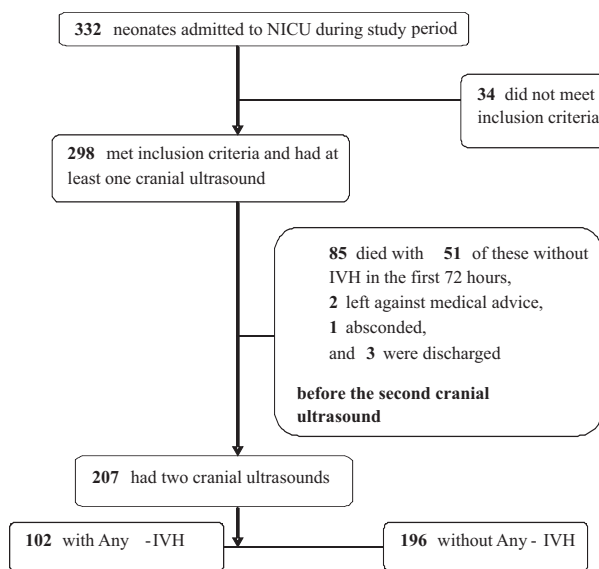 332 neonates admitted to NICU during study period
34 did not meet
inclusion criteria
298 met inclusion criteria and had at
least one cranial ultrasound
85 died with 51 of these without
IVH in the first 72 hours,
2 left against medical advice,
1 absconded,
and 3 were discharged
before the second cranial
ultrasound
207 had two cranial ultrasounds
102 with Any -IVH
196 without Any - IVH